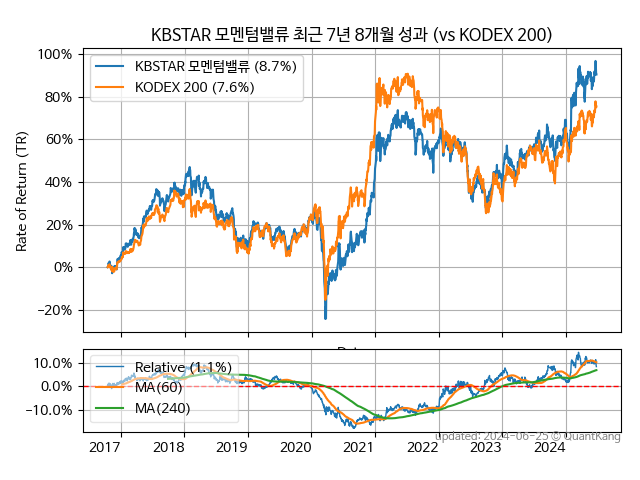 KBSTAR 모멘텀밸류 최근 7년 8개월 성과 (vs KODEX 200)
Rate of Return (TR)
100%
80%
60%
40%
20%
0%
−20%
KBSTAR 모멘텀밸류 (8.7%)
KODEX 200 (7.6%)
10.0%
0.0%
−10.0%
Relative (1.1%)
MA(60)
MA(240)
2017 2018 2019 2020 2021 2022 2023 2024
Updated: 2024-06-25 © QuantKang